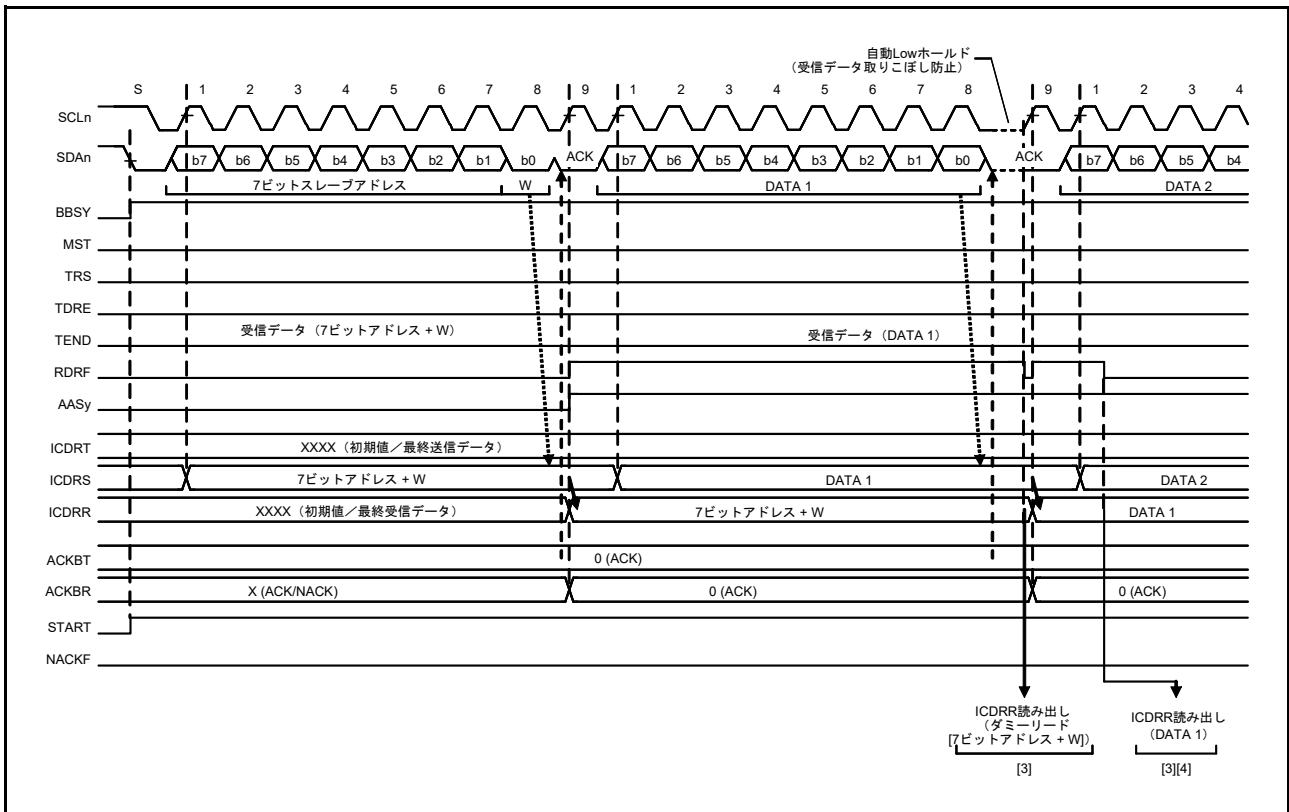 自動Lowホールド
（受信データ取りこぼし防止）
S 1 2 3 4 5 6 7 8 9 1 2 3 4 5 6 7 8 9 1 2 3 4
SCLn
SDAn b7 b6 b5 b4 b3 b2 b1 b0 ACK b7 b6 b5 b4 b3 b2 b1 b0 ACK b7 b6 b5 b4
7ビットスレーブアドレス W DATA 1 DATA 2
BBSY
MST
TRS
TDRE
受信データ（7ビットアドレス + W） 受信データ（DATA 1）
TEND
RDRF
AASy
ICDRT XXXX（初期値／最終送信データ）
ICDRS 7ビットアドレス + W DATA 1 DATA 2
ICDRR XXXX（初期値／最終受信データ） 7ビットアドレス + W DATA 1
ACKBT 0 (ACK)
ACKBR X (ACK/NACK) 0 (ACK) 0 (ACK)
START
NACKF
ICDRR読み出し
（ダミーリード
[7ビットアドレス + W]）
[3]
ICDRR読み出し
（DATA 1）
[3][4]